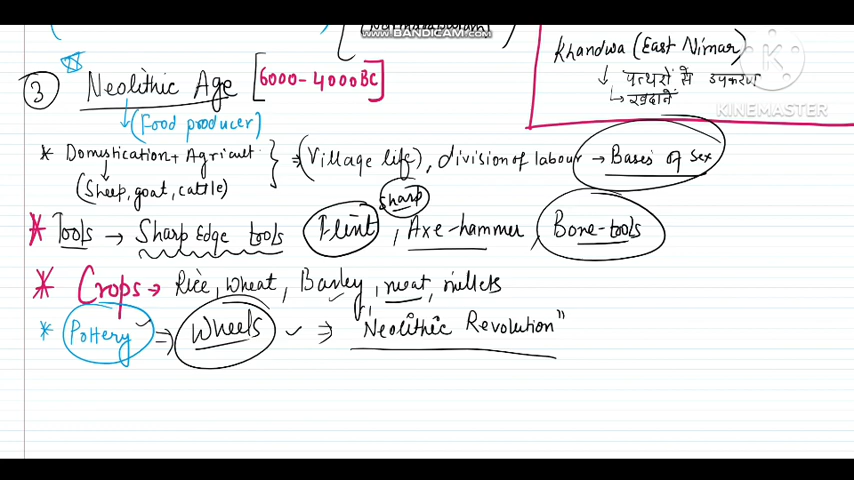 WWW.BANDICAM.COM
Khandwa (East Nimar)
पत्थरों से उपकरण
खदानें
KINEMASTER
③ Neolithic Age [6000-4000BC]
(Food producer)
* Domestication + Agricult. } ⇒ (Village life), division of labour → Bases of sex
(Sheep, goat, cattle)
Sharp
* Tools → Sharp Edge tools Flint, Axe-hammer, Bone-tools
* Crops → Rice, Wheat, Barley, meat, millets
* Pottery ⇒ Wheels ⇒ "Neolithic Revolution"